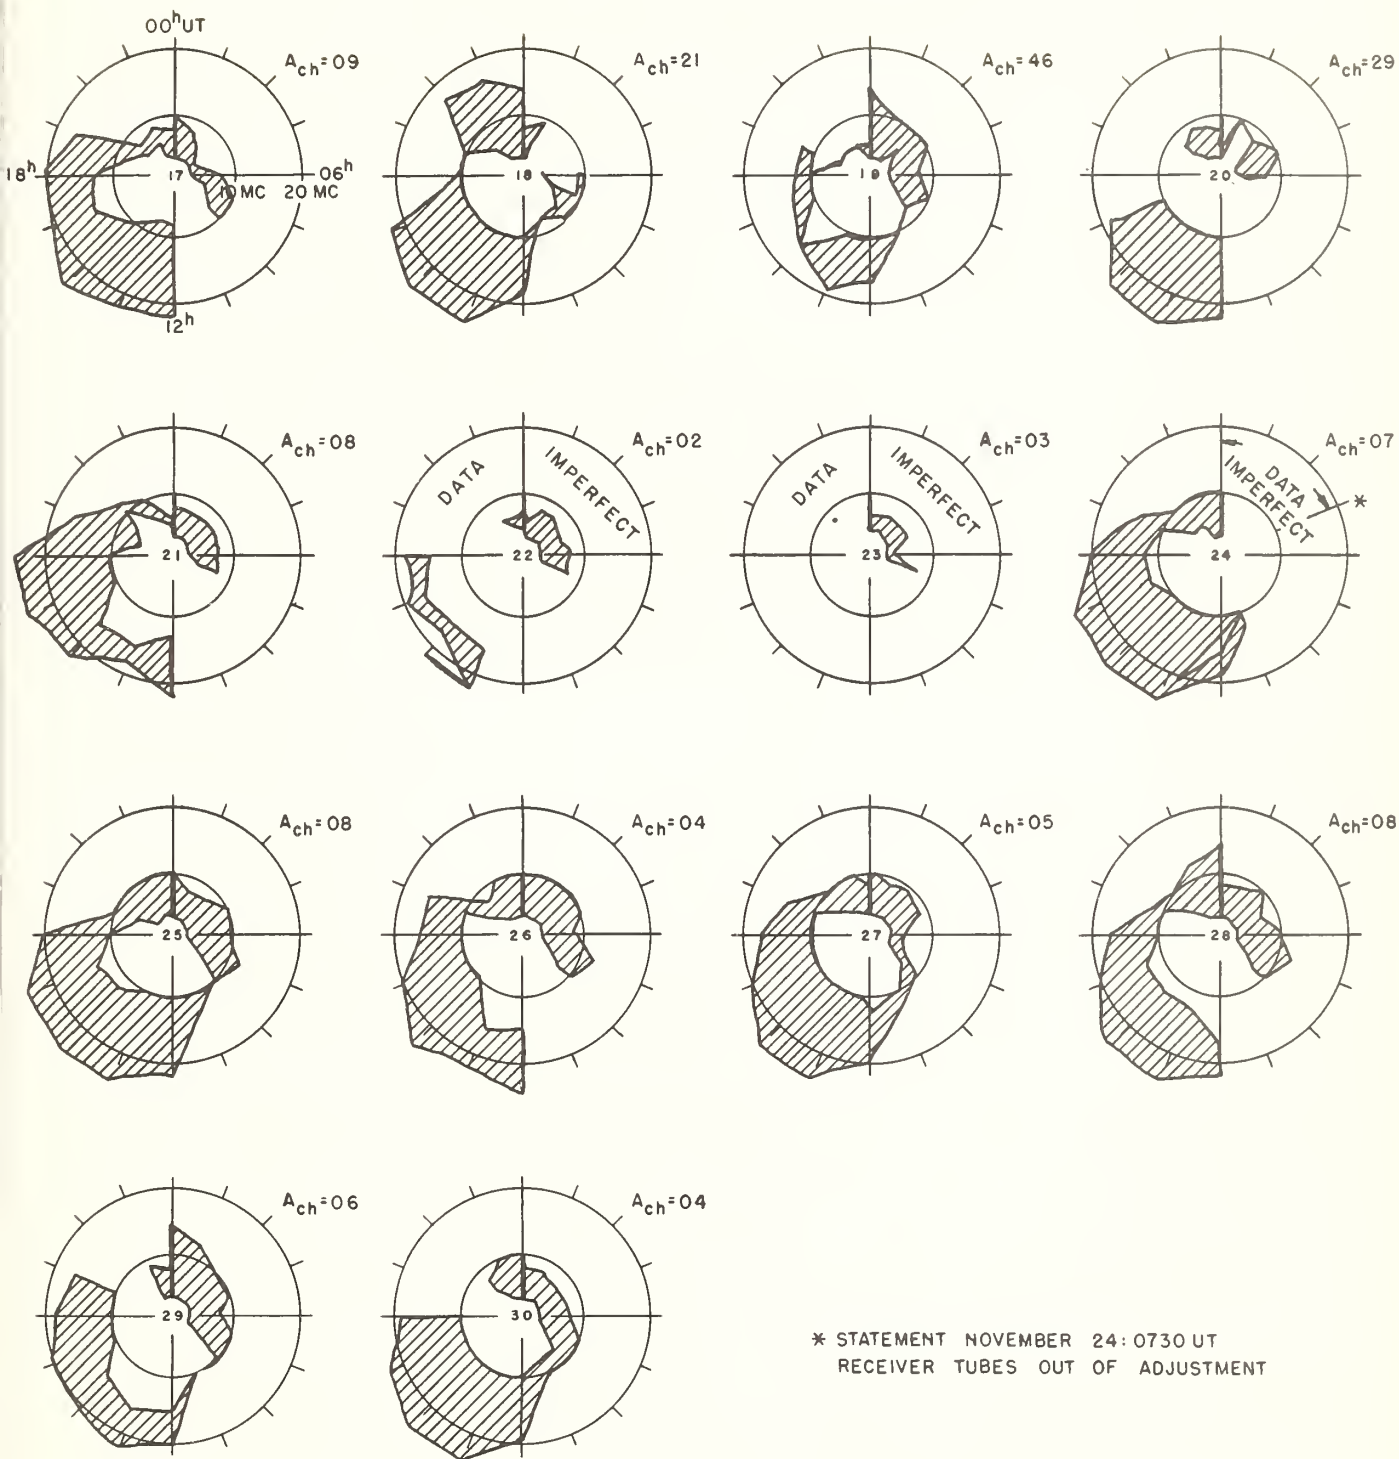 00ʰ UT
A_ch=09
18ʰ
17
06ʰ
10 MC 20 MC
12ʰ
A_ch=21
18
A_ch=46
19
A_ch=29
20
A_ch=08
21
A_ch=02
DATA IMPERFECT
22
A_ch=03
DATA IMPERFECT
23
A_ch=07
DATA
IMPERFECT
*
24
A_ch=08
25
A_ch=04
26
A_ch=05
27
A_ch=08
28
A_ch=06
29
A_ch=04
30
* STATEMENT NOVEMBER 24: 0730 UT
RECEIVER TUBES OUT OF ADJUSTMENT